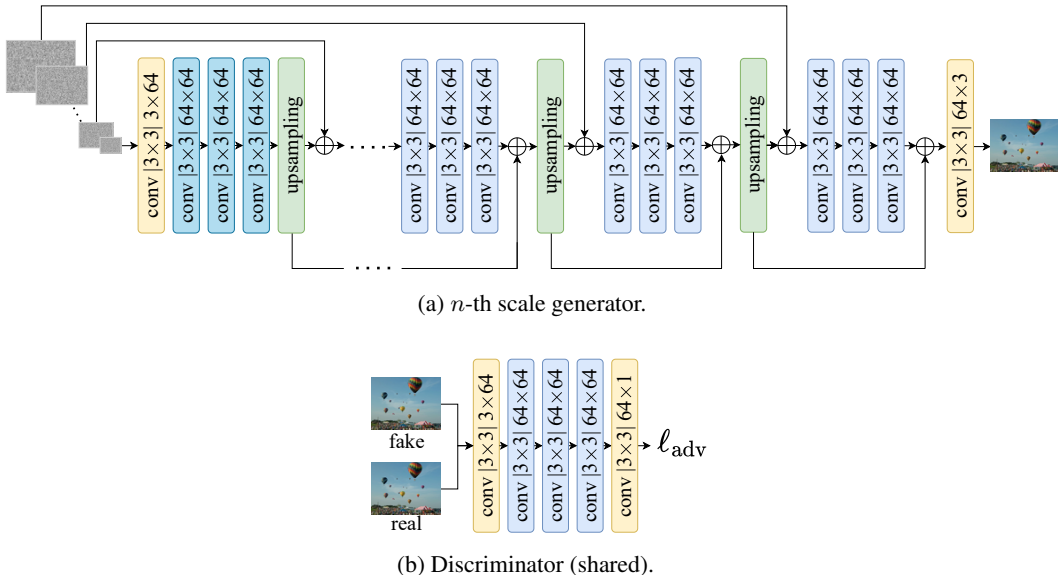 conv |3×3| 3×64
conv |3×3| 64×64
conv |3×3| 64×64
conv |3×3| 64×64
upsampling
· · · ·
conv |3×3| 64×64
conv |3×3| 64×64
conv |3×3| 64×64
upsampling
conv |3×3| 64×64
conv |3×3| 64×64
conv |3×3| 64×64
upsampling
conv |3×3| 64×64
conv |3×3| 64×64
conv |3×3| 64×64
conv |3×3| 64×3
· · · ·
(a) n-th scale generator.
fake
real
conv |3×3| 3×64
conv |3×3| 64×64
conv |3×3| 64×64
conv |3×3| 64×64
conv |3×3| 64×1
ℓadv
(b) Discriminator (shared).